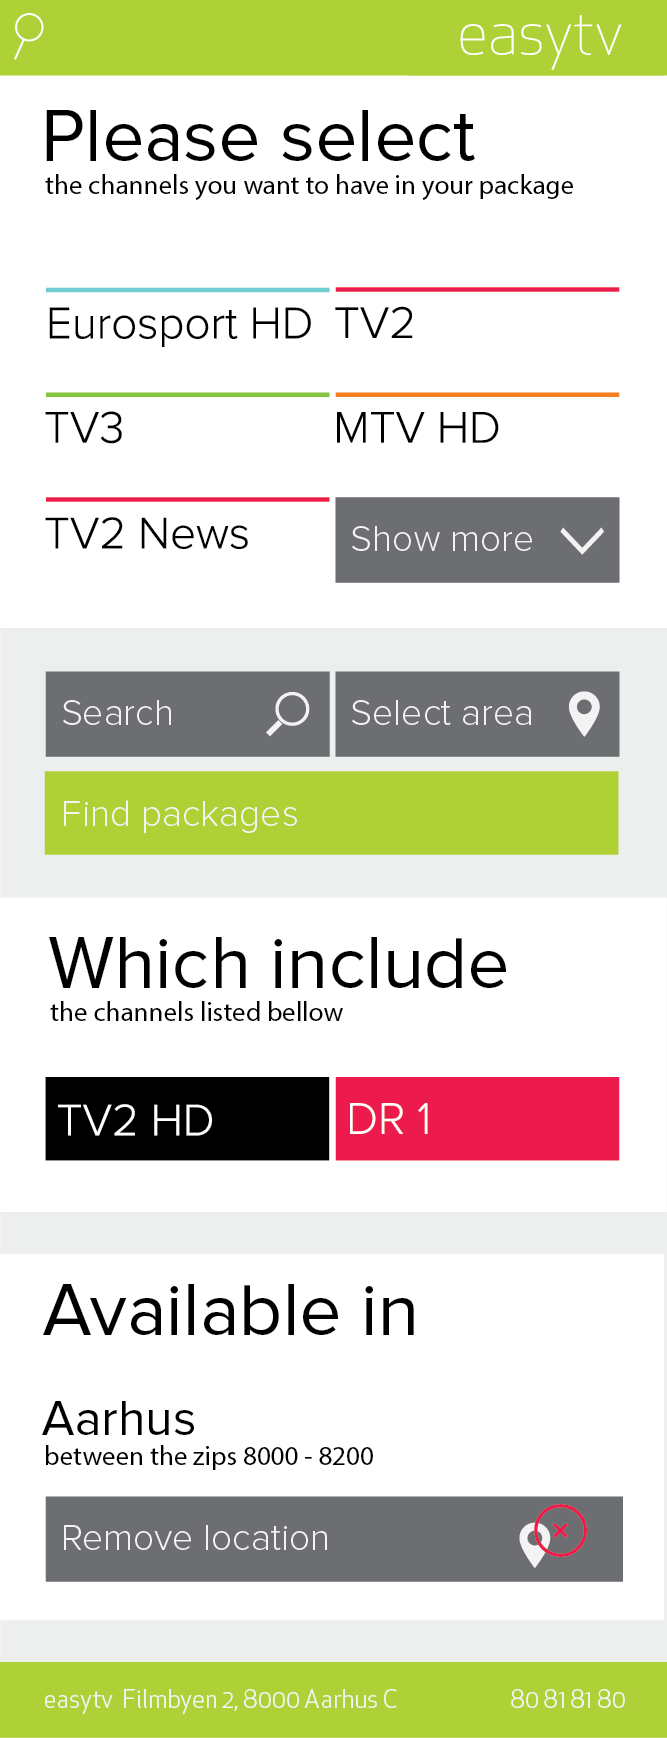 easytv
Please select
the channels you want to have in your package
Eurosport HD
TV2
TV3
MTV HD
TV2 News
Show more
Search
Select area
Find packages
Which include
the channels listed bellow
TV2 HD
DR 1
Available in
Aarhus
between the zips 8000 - 8200
Remove location
easytv Filmbyen 2, 8000 Aarhus C
80 81 81 80